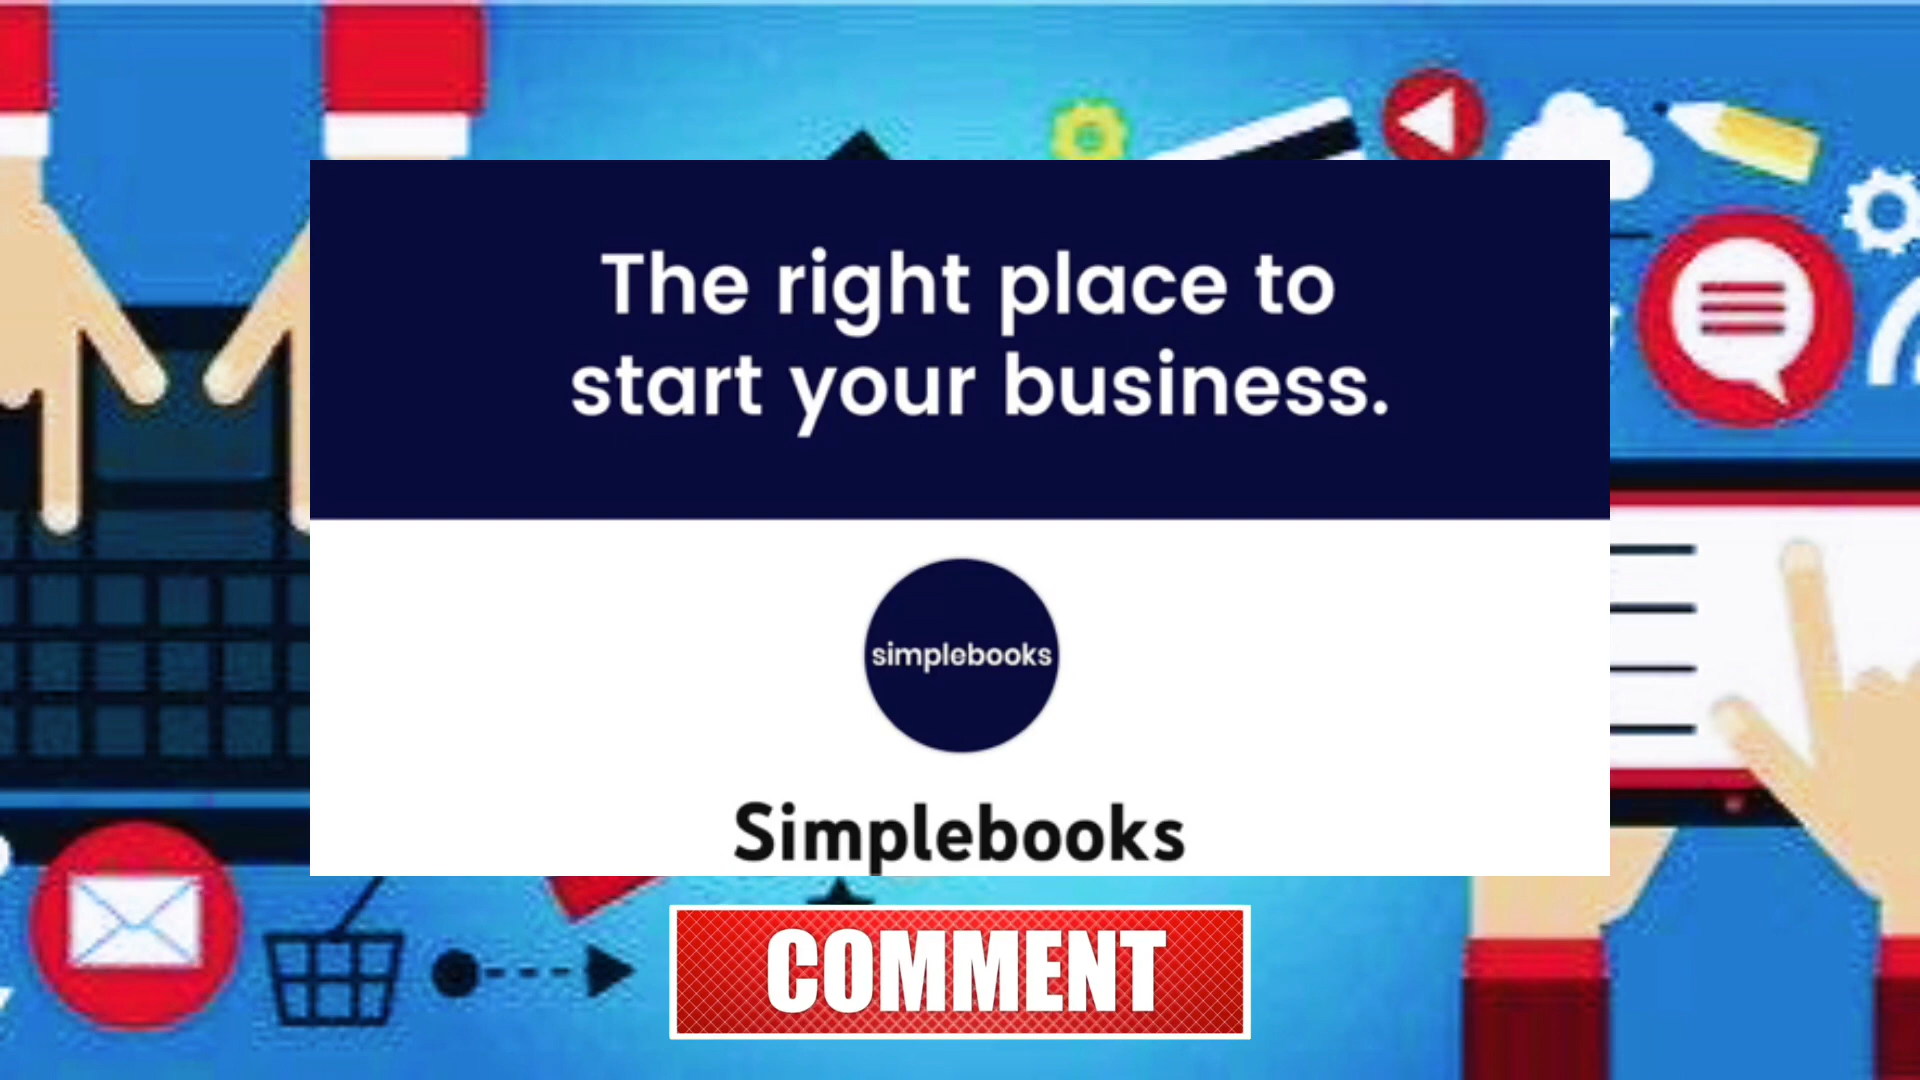 The right place to
start your business.
simplebooks
Simplebooks
COMMENT